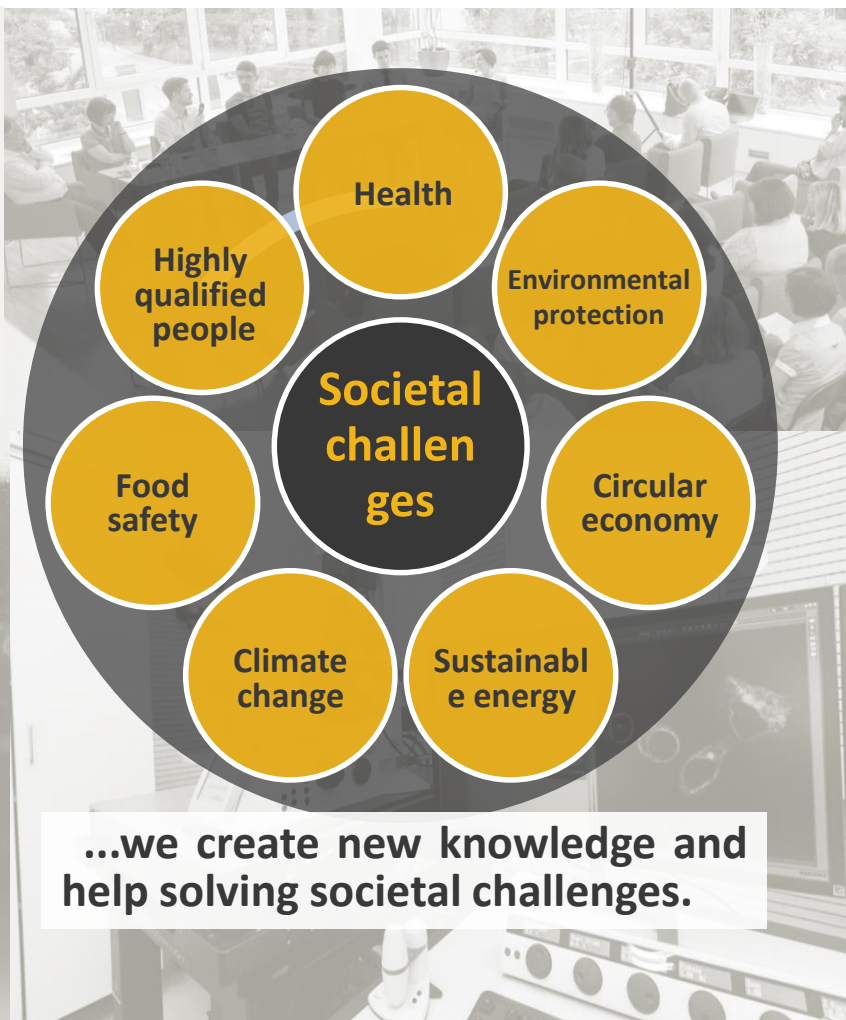 Health
Environmental
protection
Circular
economy
Sustainabl
e energy
Climate
change
Food
safety
Highly
qualified
people
Societal
challen
ges
...we create new knowledge and
help solving societal challenges.